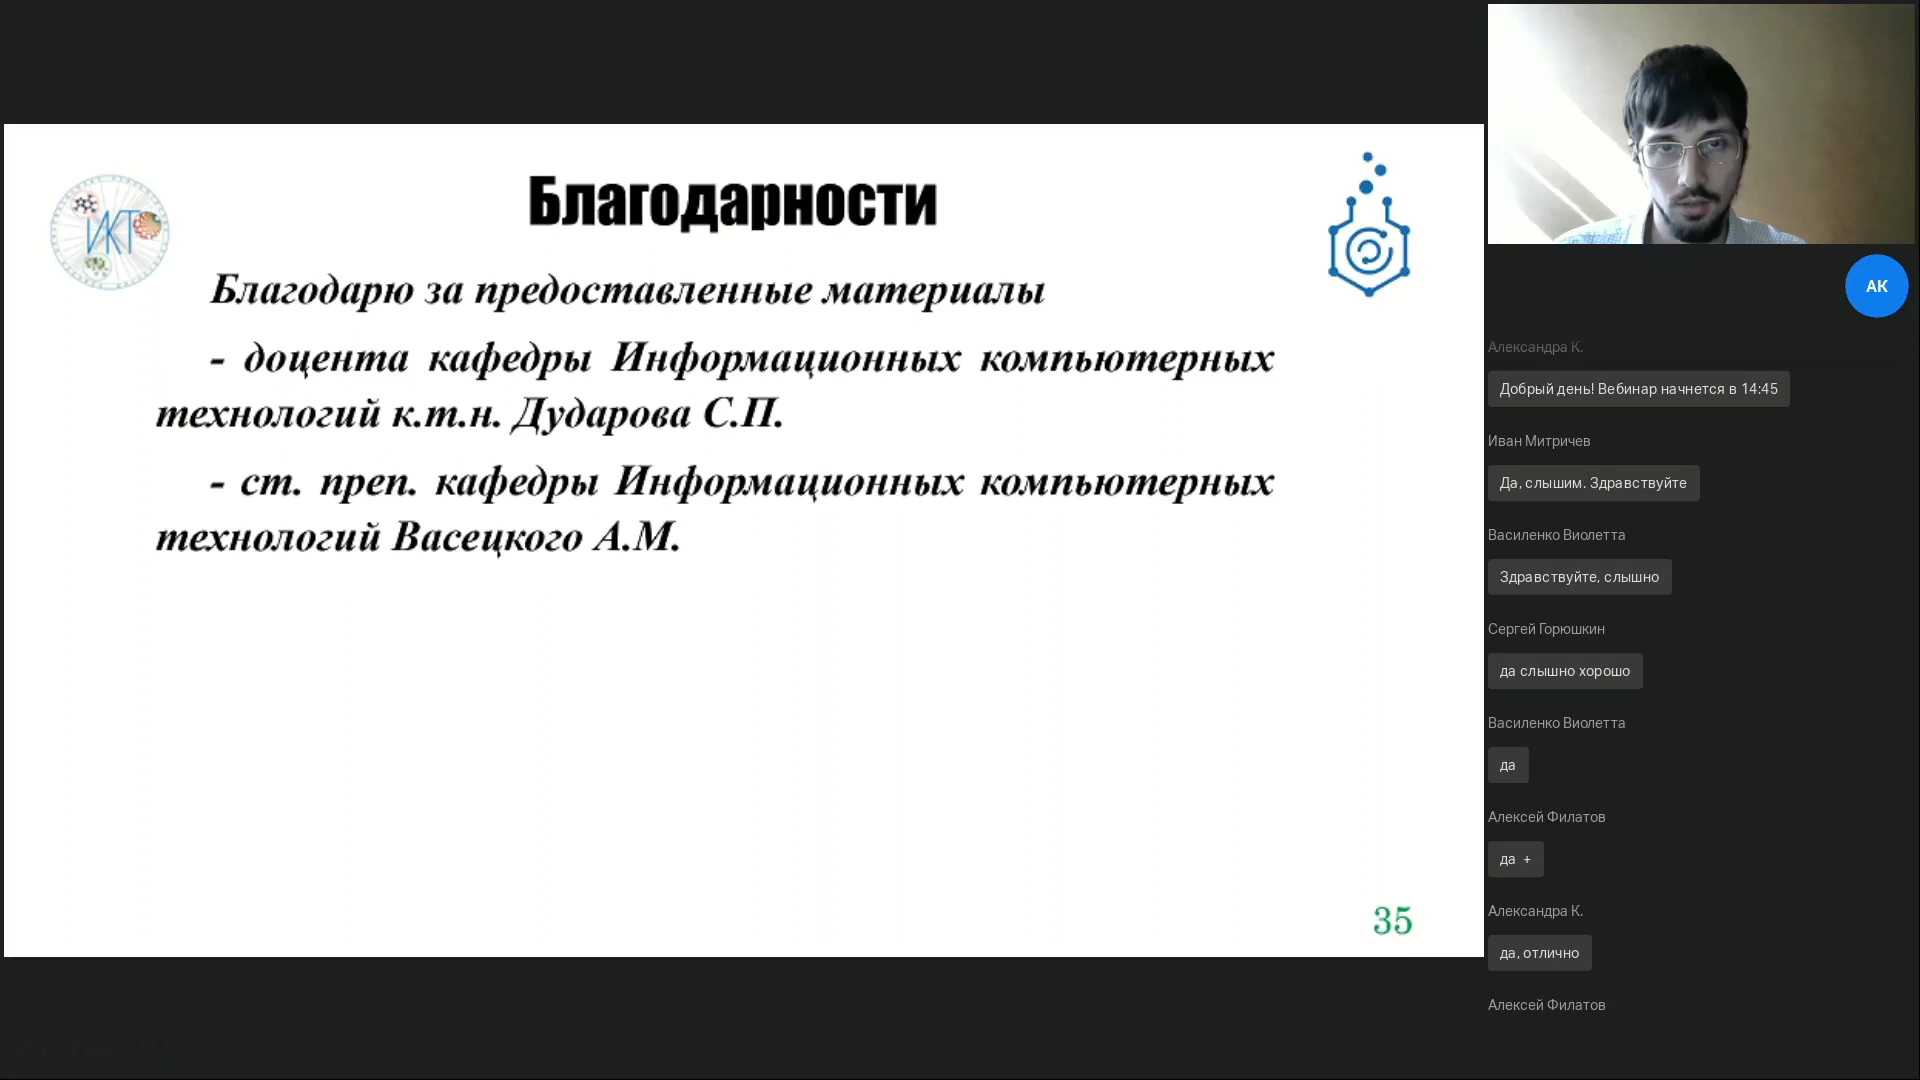 ИКТ
Благодарности
Благодарю за предоставленные материалы
- доцента кафедры Информационных компьютерных
технологий к.т.н. Дударова С.П.
- ст. преп. кафедры Информационных компьютерных
технологий Васецкого А.М.
35
АК
Александра К.
Добрый день! Вебинар начнется в 14:45
Иван Митричев
Да, слышим. Здравствуйте
Василенко Виолетта
Здравствуйте, слышно
Сергей Горюшкин
да слышно хорошо
Василенко Виолетта
да
Алексей Филатов
да +
Александра К.
да, отлично
Алексей Филатов